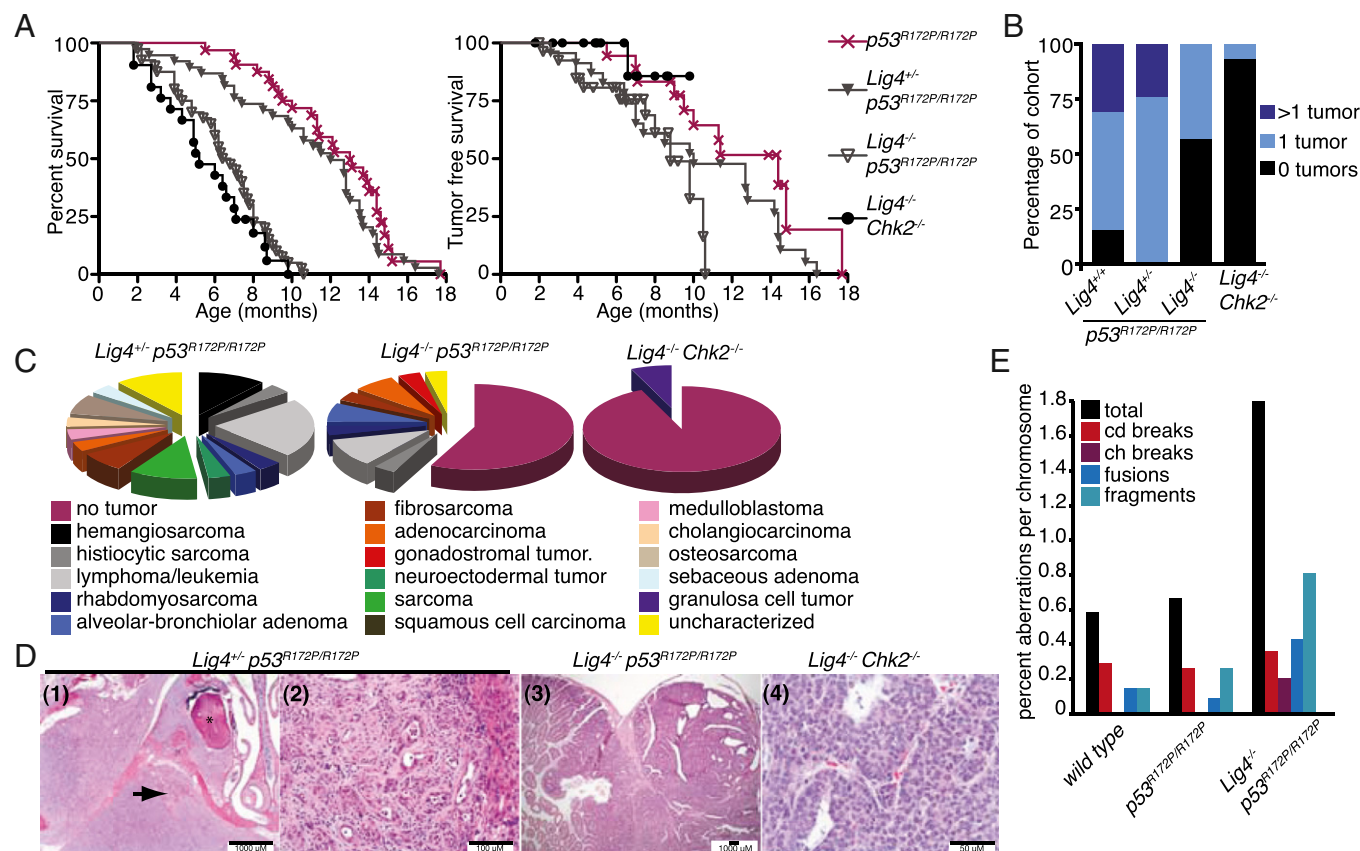 A
Percent survival
100
75
50
25
0
0 2 4 6 8 10 12 14 16 18
Age (months)
Tumor free survival
100
75
50
25
0
0 2 4 6 8 10 12 14 16 18
Age (months)
p53R172P/R172P
Lig4+/-
p53R172P/R172P
Lig4-/-
p53R172P/R172P
Lig4-/-
Chk2-/-
B
Percentage of cohort
100
75
50
25
0
Lig4+/+
Lig4+/-
Lig4-/-
Lig4-/-
Chk2-/-
p53R172P/R172P
>1 tumor
1 tumor
0 tumors
C
Lig4+/- p53R172P/R172P
Lig4-/- p53R172P/R172P
Lig4-/- Chk2-/-
no tumor
hemangiosarcoma
histiocytic sarcoma
lymphoma/leukemia
rhabdomyosarcoma
alveolar-bronchiolar adenoma
fibrosarcoma
adenocarcinoma
gonadostromal tumor.
neuroectodermal tumor
sarcoma
squamous cell carcinoma
medulloblastoma
cholangiocarcinoma
osteosarcoma
sebaceous adenoma
granulosa cell tumor
uncharacterized
D
Lig4+/- p53R172P/R172P
Lig4-/- p53R172P/R172P
Lig4-/- Chk2-/-
(1)
*
1000 µM
(2)
100 µM
(3)
1000 µM
(4)
50 µM
E
percent aberrations per chromosome
1.8
1.6
1.4
1.2
1.0
0.8
0.6
0.4
0.2
0
total
cd breaks
ch breaks
fusions
fragments
wild type
p53R172P/R172P
Lig4-/-
p53R172P/R172P